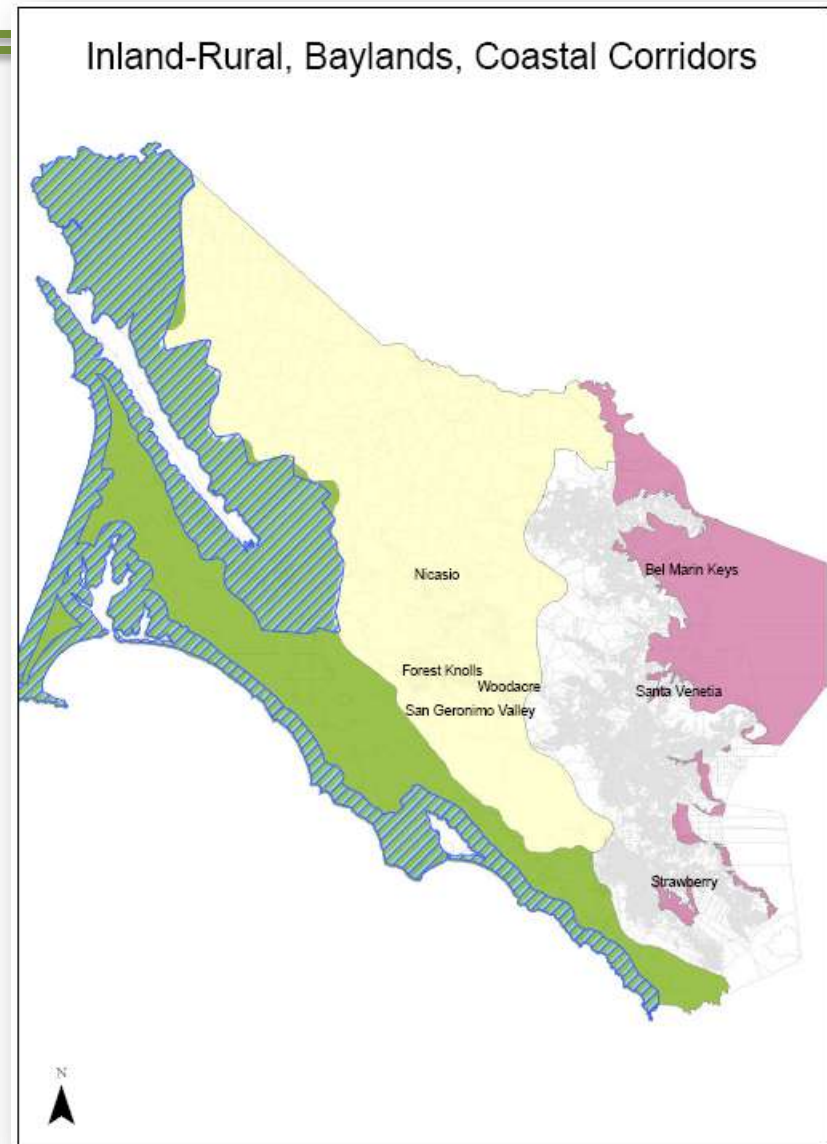 Inland-Rural, Baylands, Coastal Corridors
Nicasio
Bel Marin Keys
Forest Knolls
Woodacre
Santa Venetia
San Geronimo Valley
Strawberry
N